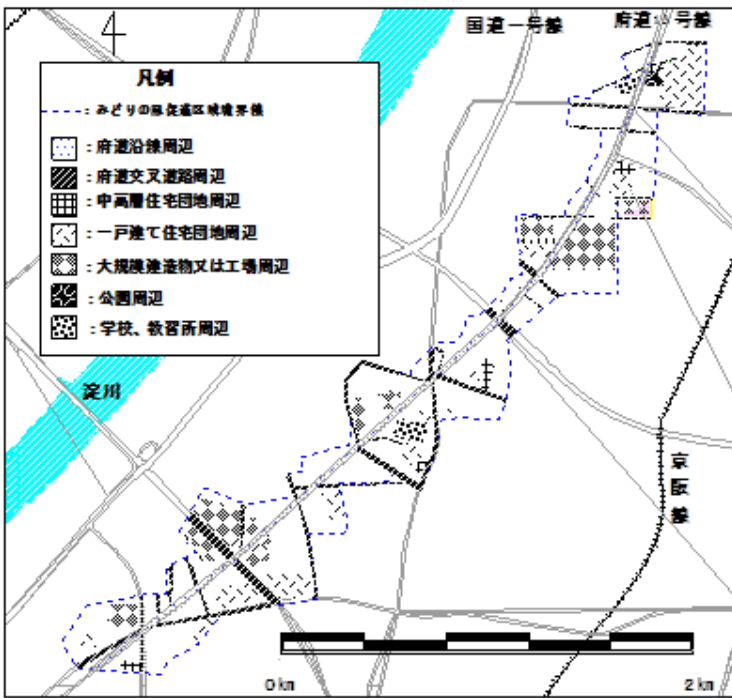 国道一号線
府道 号線
凡例
：みどりの風促進区域境界線
：府道沿線周辺
：府道交叉道路周辺
：中高層住宅団地周辺
：一戸建て住宅団地周辺
：大規模建造物又は工場周辺
：公園周辺
：学校、教習所周辺
淀川
京阪線
0 km
2 km